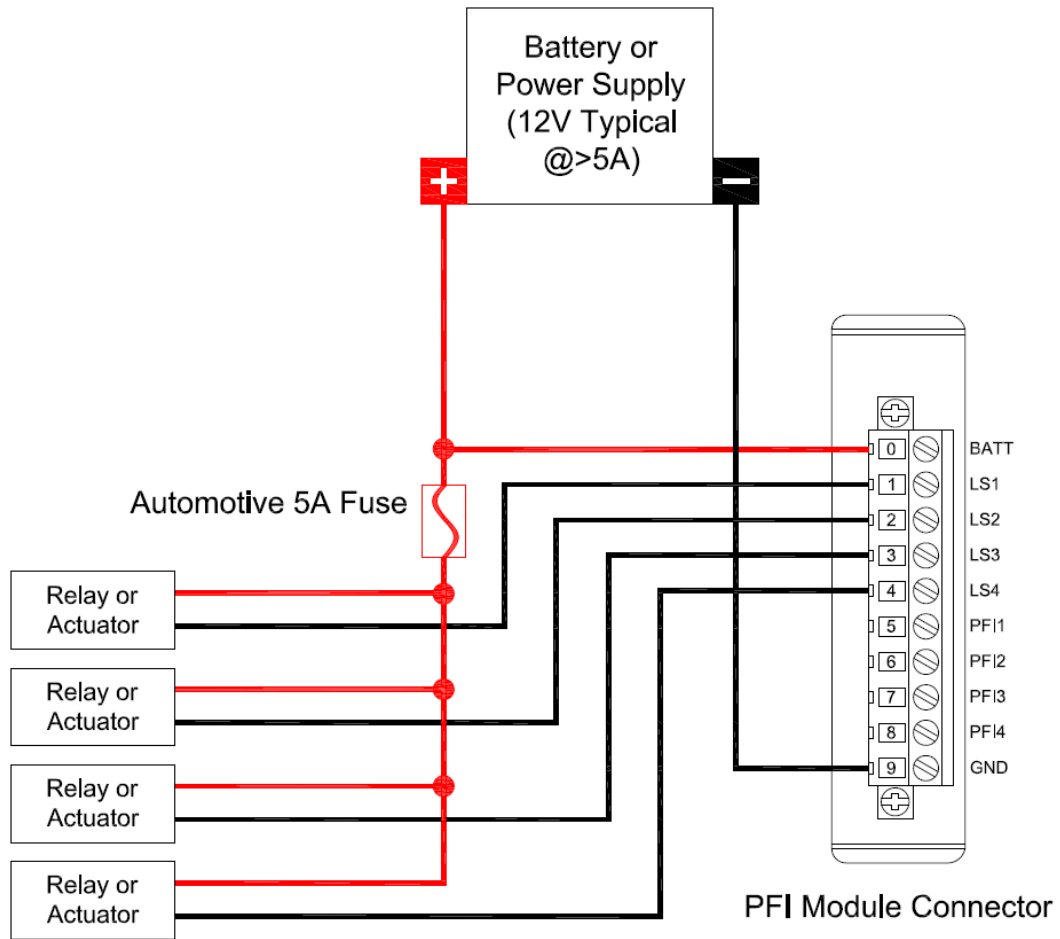 Battery or
Power Supply
(12V Typical
@>5A)
+
-
Automotive 5A Fuse
0 BATT
1 LS1
2 LS2
3 LS3
4 LS4
5 PFI1
6 PFI2
7 PFI3
8 PFI4
9 GND
Relay or
Actuator
Relay or
Actuator
Relay or
Actuator
Relay or
Actuator
PFI Module Connector